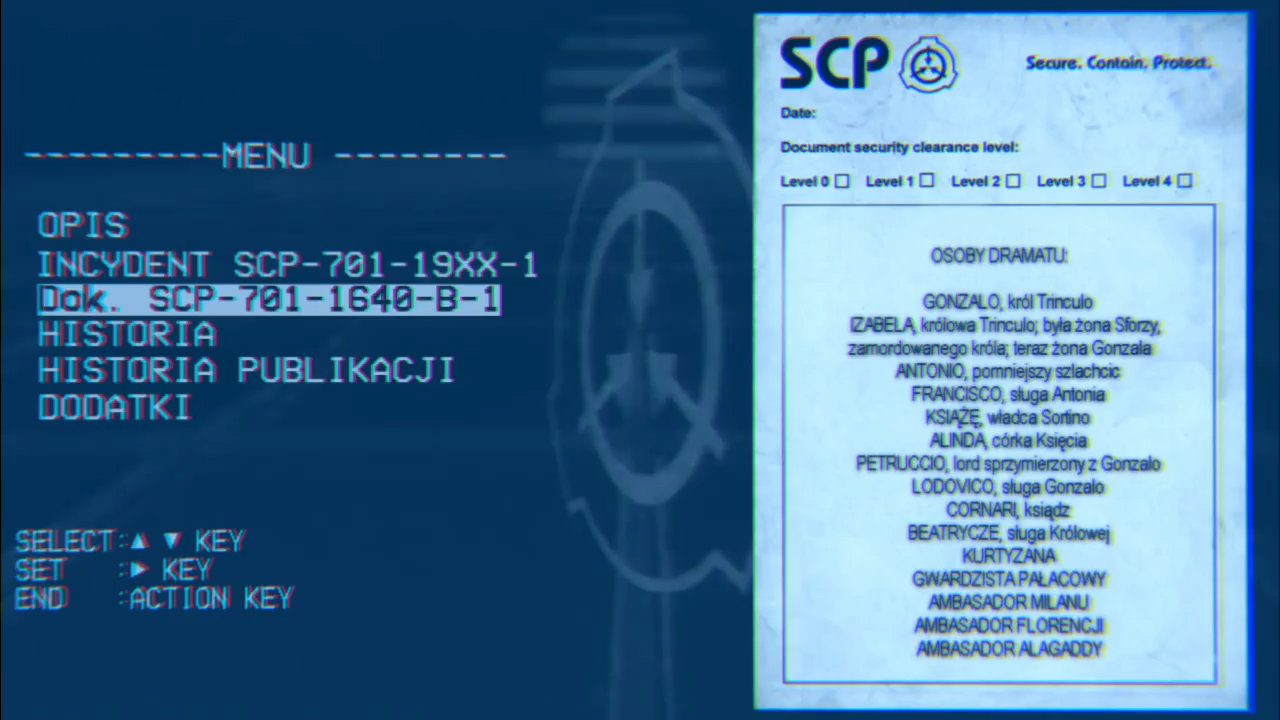 ---------MENU --------
OPIS
INCYDENT SCP-701-19XX-1
Dok. SCP-701-1640-B-1
HISTORIA
HISTORIA PUBLIKACJI
DODATKI
SELECT:▲ ▼ KEY
SET :► KEY
END :ACTION KEY
SCP
Secure. Contain. Protect.
Date:
Document security clearance level:
Level 0 ☐ Level 1 ☐ Level 2 ☐ Level 3 ☐ Level 4 ☐
OSOBY DRAMATU:
GONZALO, król Trinculo
IZABELA, królowa Trinculo; była żona Sforzy,
zamordowanego króla; teraz żona Gonzala
ANTONIO, pomniejszy szlachcic
FRANCISCO, sługa Antonia
KSIĄŻĘ, władca Sortino
ALINDA, córka Księcia
PETRUCCIO, lord sprzymierzony z Gonzalo
LODOVICO, sługa Gonzalo
CORNARI, ksiądz
BEATRYCZE, sługa Królowej
KURTYZANA
GWARDZISTA PAŁACOWY
AMBASADOR MILANU
AMBASADOR FLORENCJI
AMBASADOR ALAGADDY